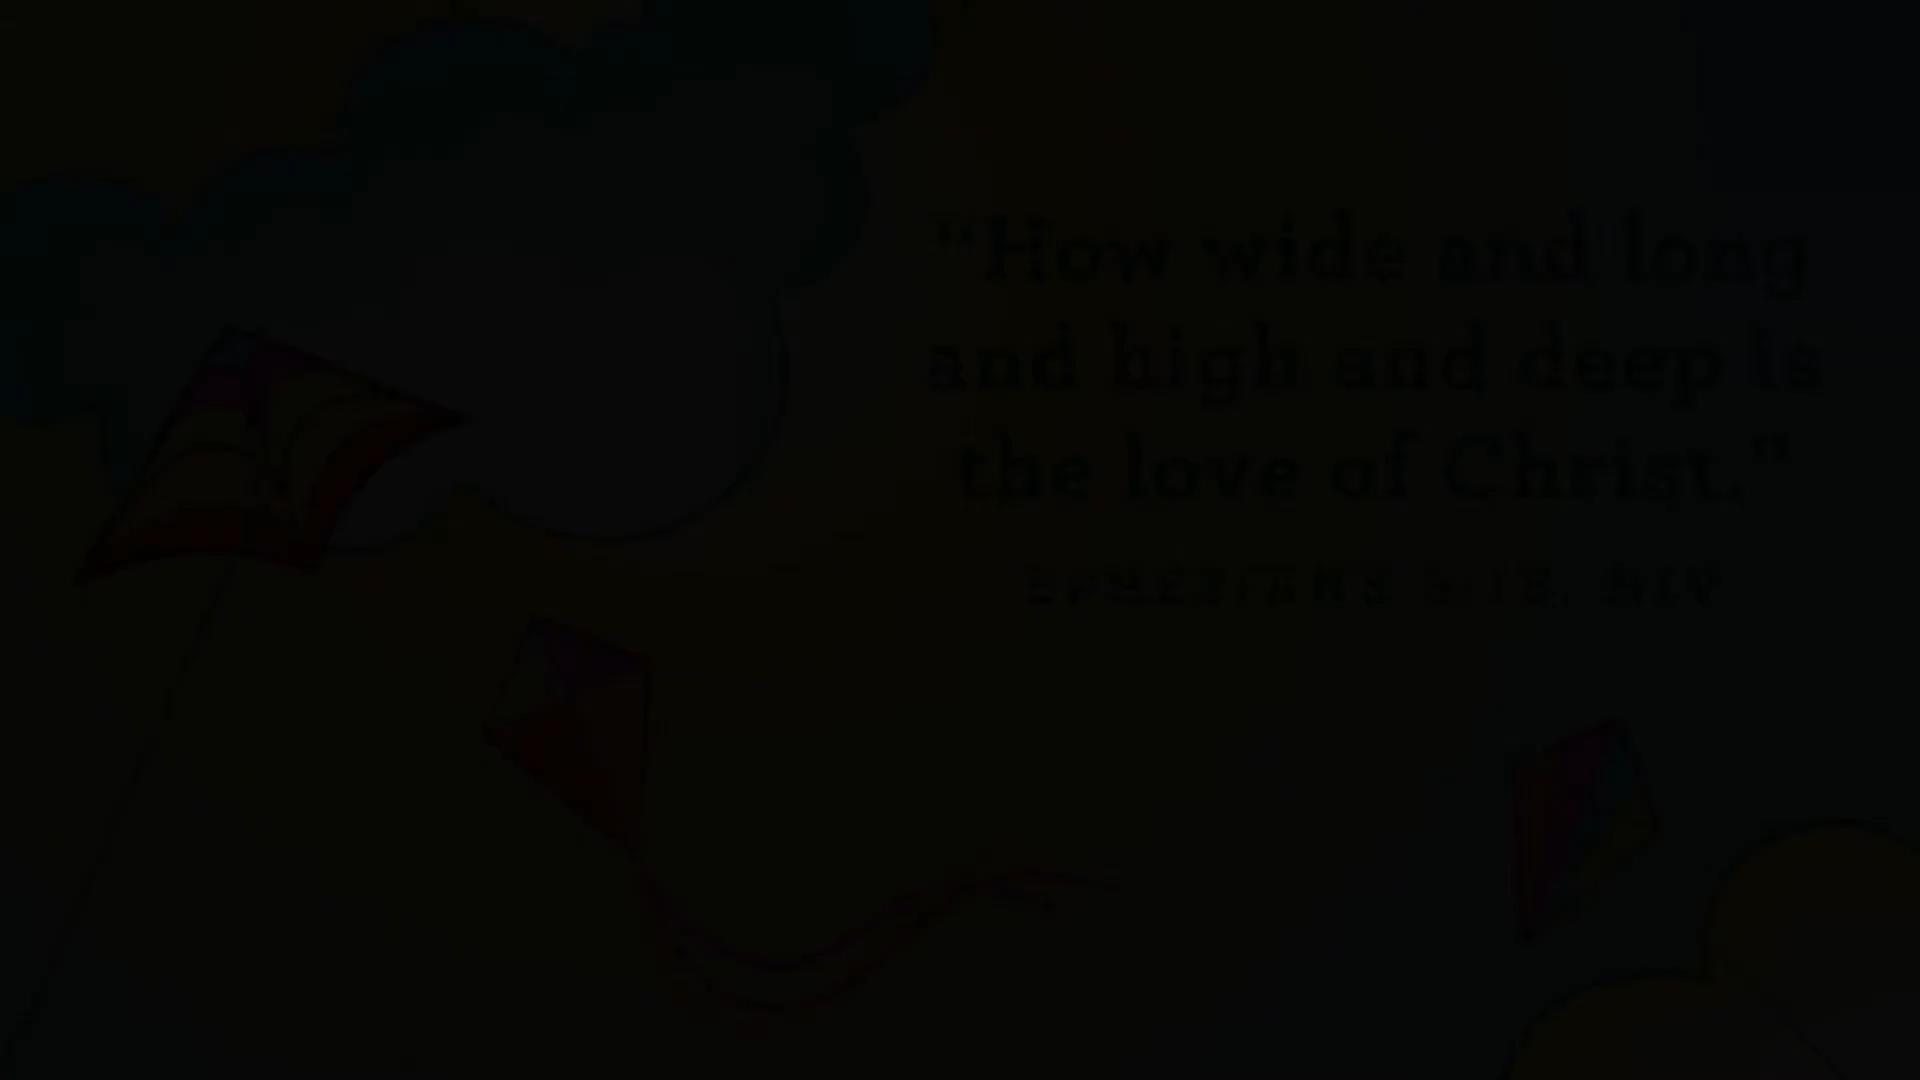 “How wide and long
and high and deep is
the love of Christ.”
EPHESIANS 3:18, NIV